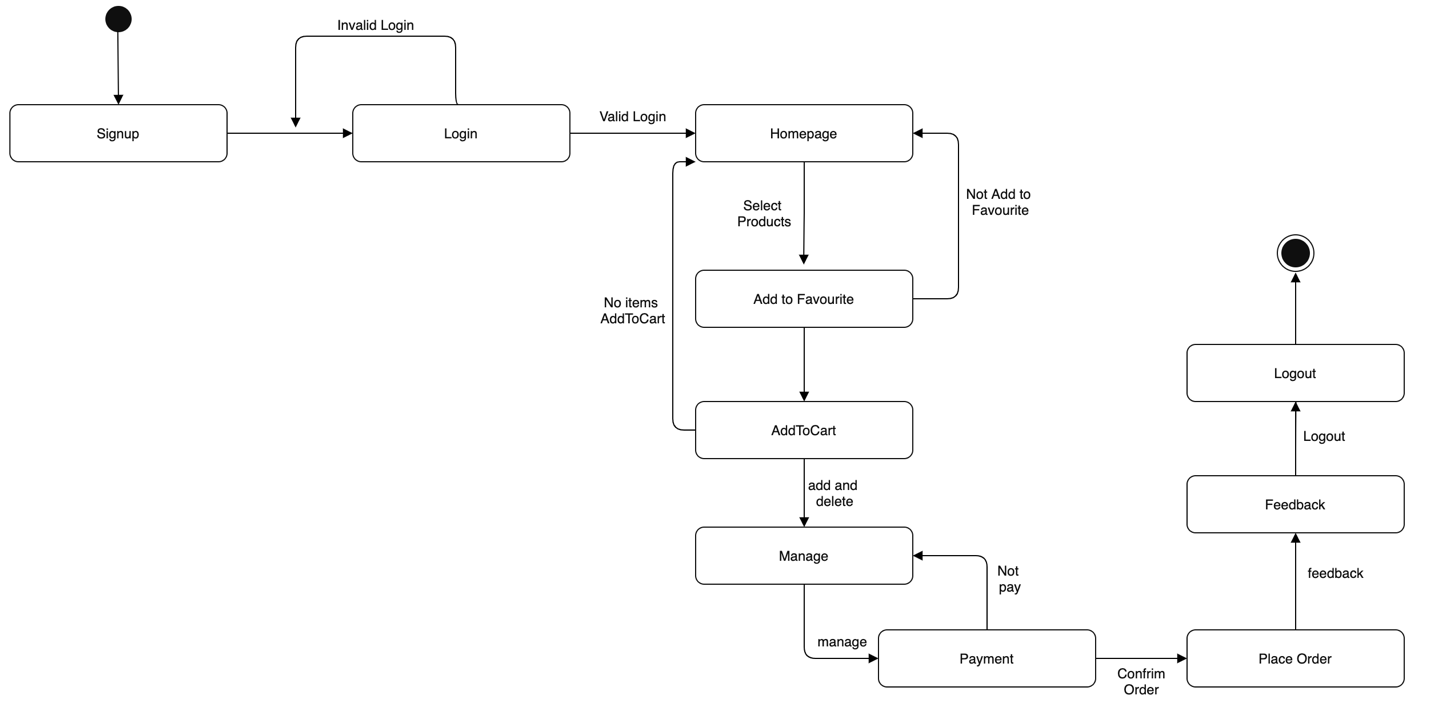 Invalid Login
Signup
Login
Valid Login
Homepage
Select
Products
Not Add to
Favourite
Add to Favourite
No items
AddToCart
AddToCart
add and
delete
Manage
Not
pay
manage
Payment
Confrim
Order
Place Order
feedback
Feedback
Logout
Logout